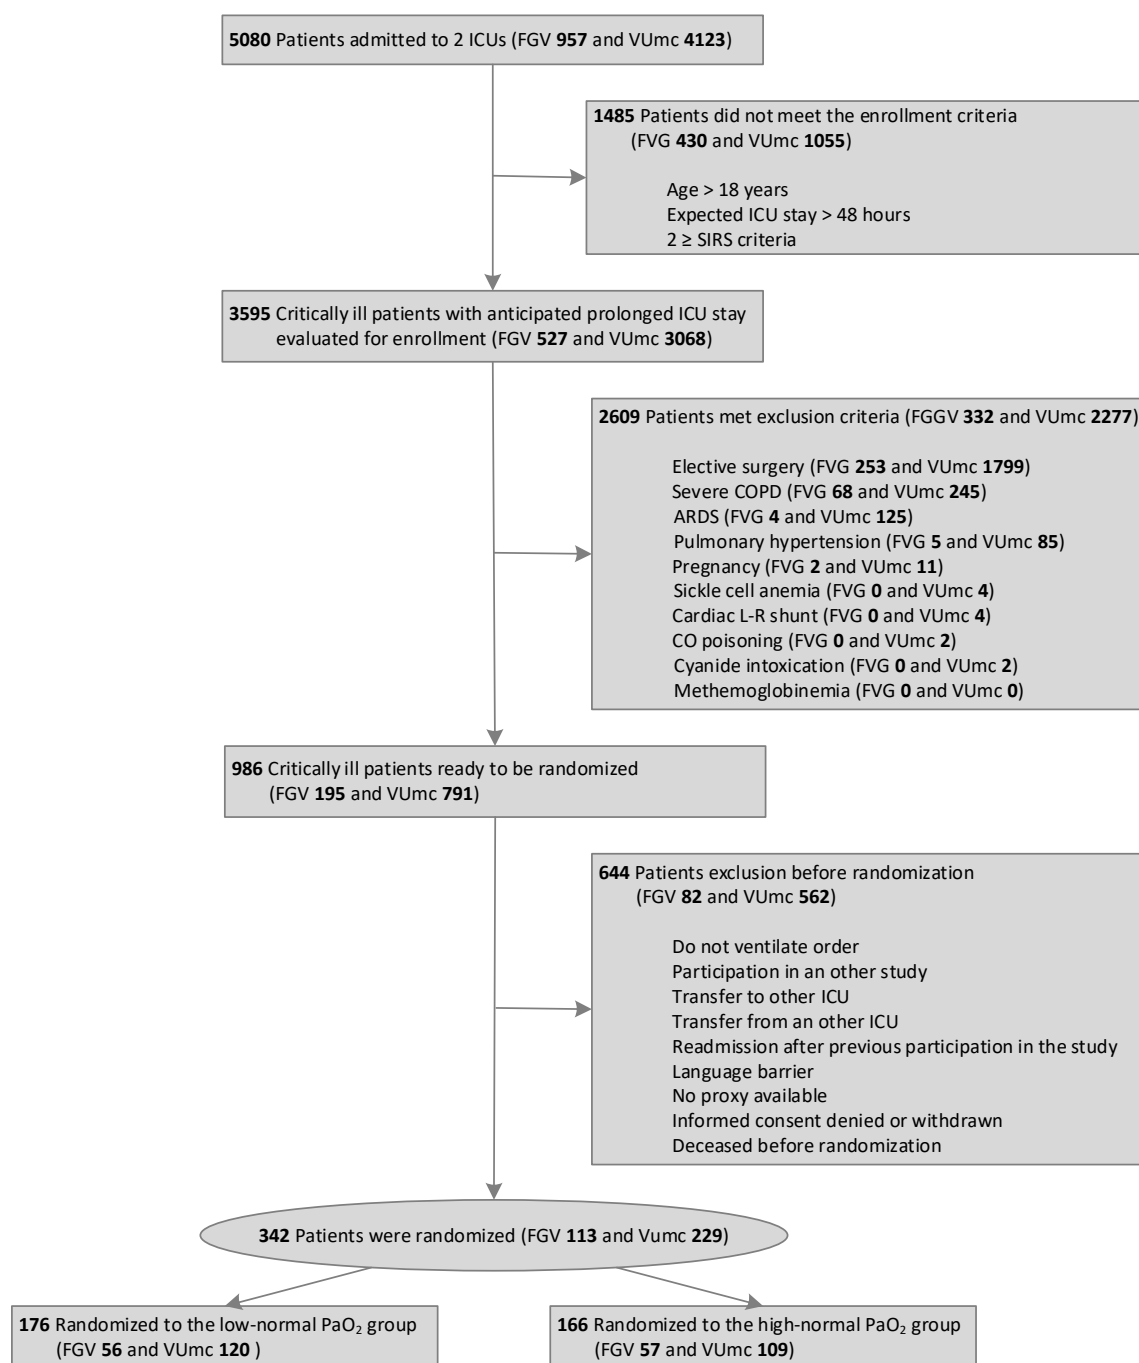 5080 Patients admitted to 2 ICUs (FGV 957 and VUmc 4123)
1485 Patients did not meet the enrollment criteria
(FVG 430 and VUmc 1055)
Age > 18 years
Expected ICU stay > 48 hours
2 ≥ SIRS criteria
3595 Critically ill patients with anticipated prolonged ICU stay
evaluated for enrollment (FGV 527 and VUmc 3068)
2609 Patients met exclusion criteria (FGGV 332 and VUmc 2277)
Elective surgery (FVG 253 and VUmc 1799)
Severe COPD (FVG 68 and VUmc 245)
ARDS (FVG 4 and VUmc 125)
Pulmonary hypertension (FVG 5 and VUmc 85)
Pregnancy (FVG 2 and VUmc 11)
Sickle cell anemia (FVG 0 and VUmc 4)
Cardiac L-R shunt (FVG 0 and VUmc 4)
CO poisoning (FVG 0 and VUmc 2)
Cyanide intoxication (FVG 0 and VUmc 2)
Methemoglobinemia (FVG 0 and VUmc 0)
986 Critically ill patients ready to be randomized
(FGV 195 and VUmc 791)
644 Patients exclusion before randomization
(FGV 82 and VUmc 562)
Do not ventilate order
Participation in an other study
Transfer to other ICU
Transfer from an other ICU
Readmission after previous participation in the study
Language barrier
No proxy available
Informed consent denied or withdrawn
Deceased before randomization
342 Patients were randomized (FGV 113 and Vumc 229)
176 Randomized to the low-normal PaO₂ group
(FGV 56 and VUmc 120 )
166 Randomized to the high-normal PaO₂ group
(FGV 57 and VUmc 109)